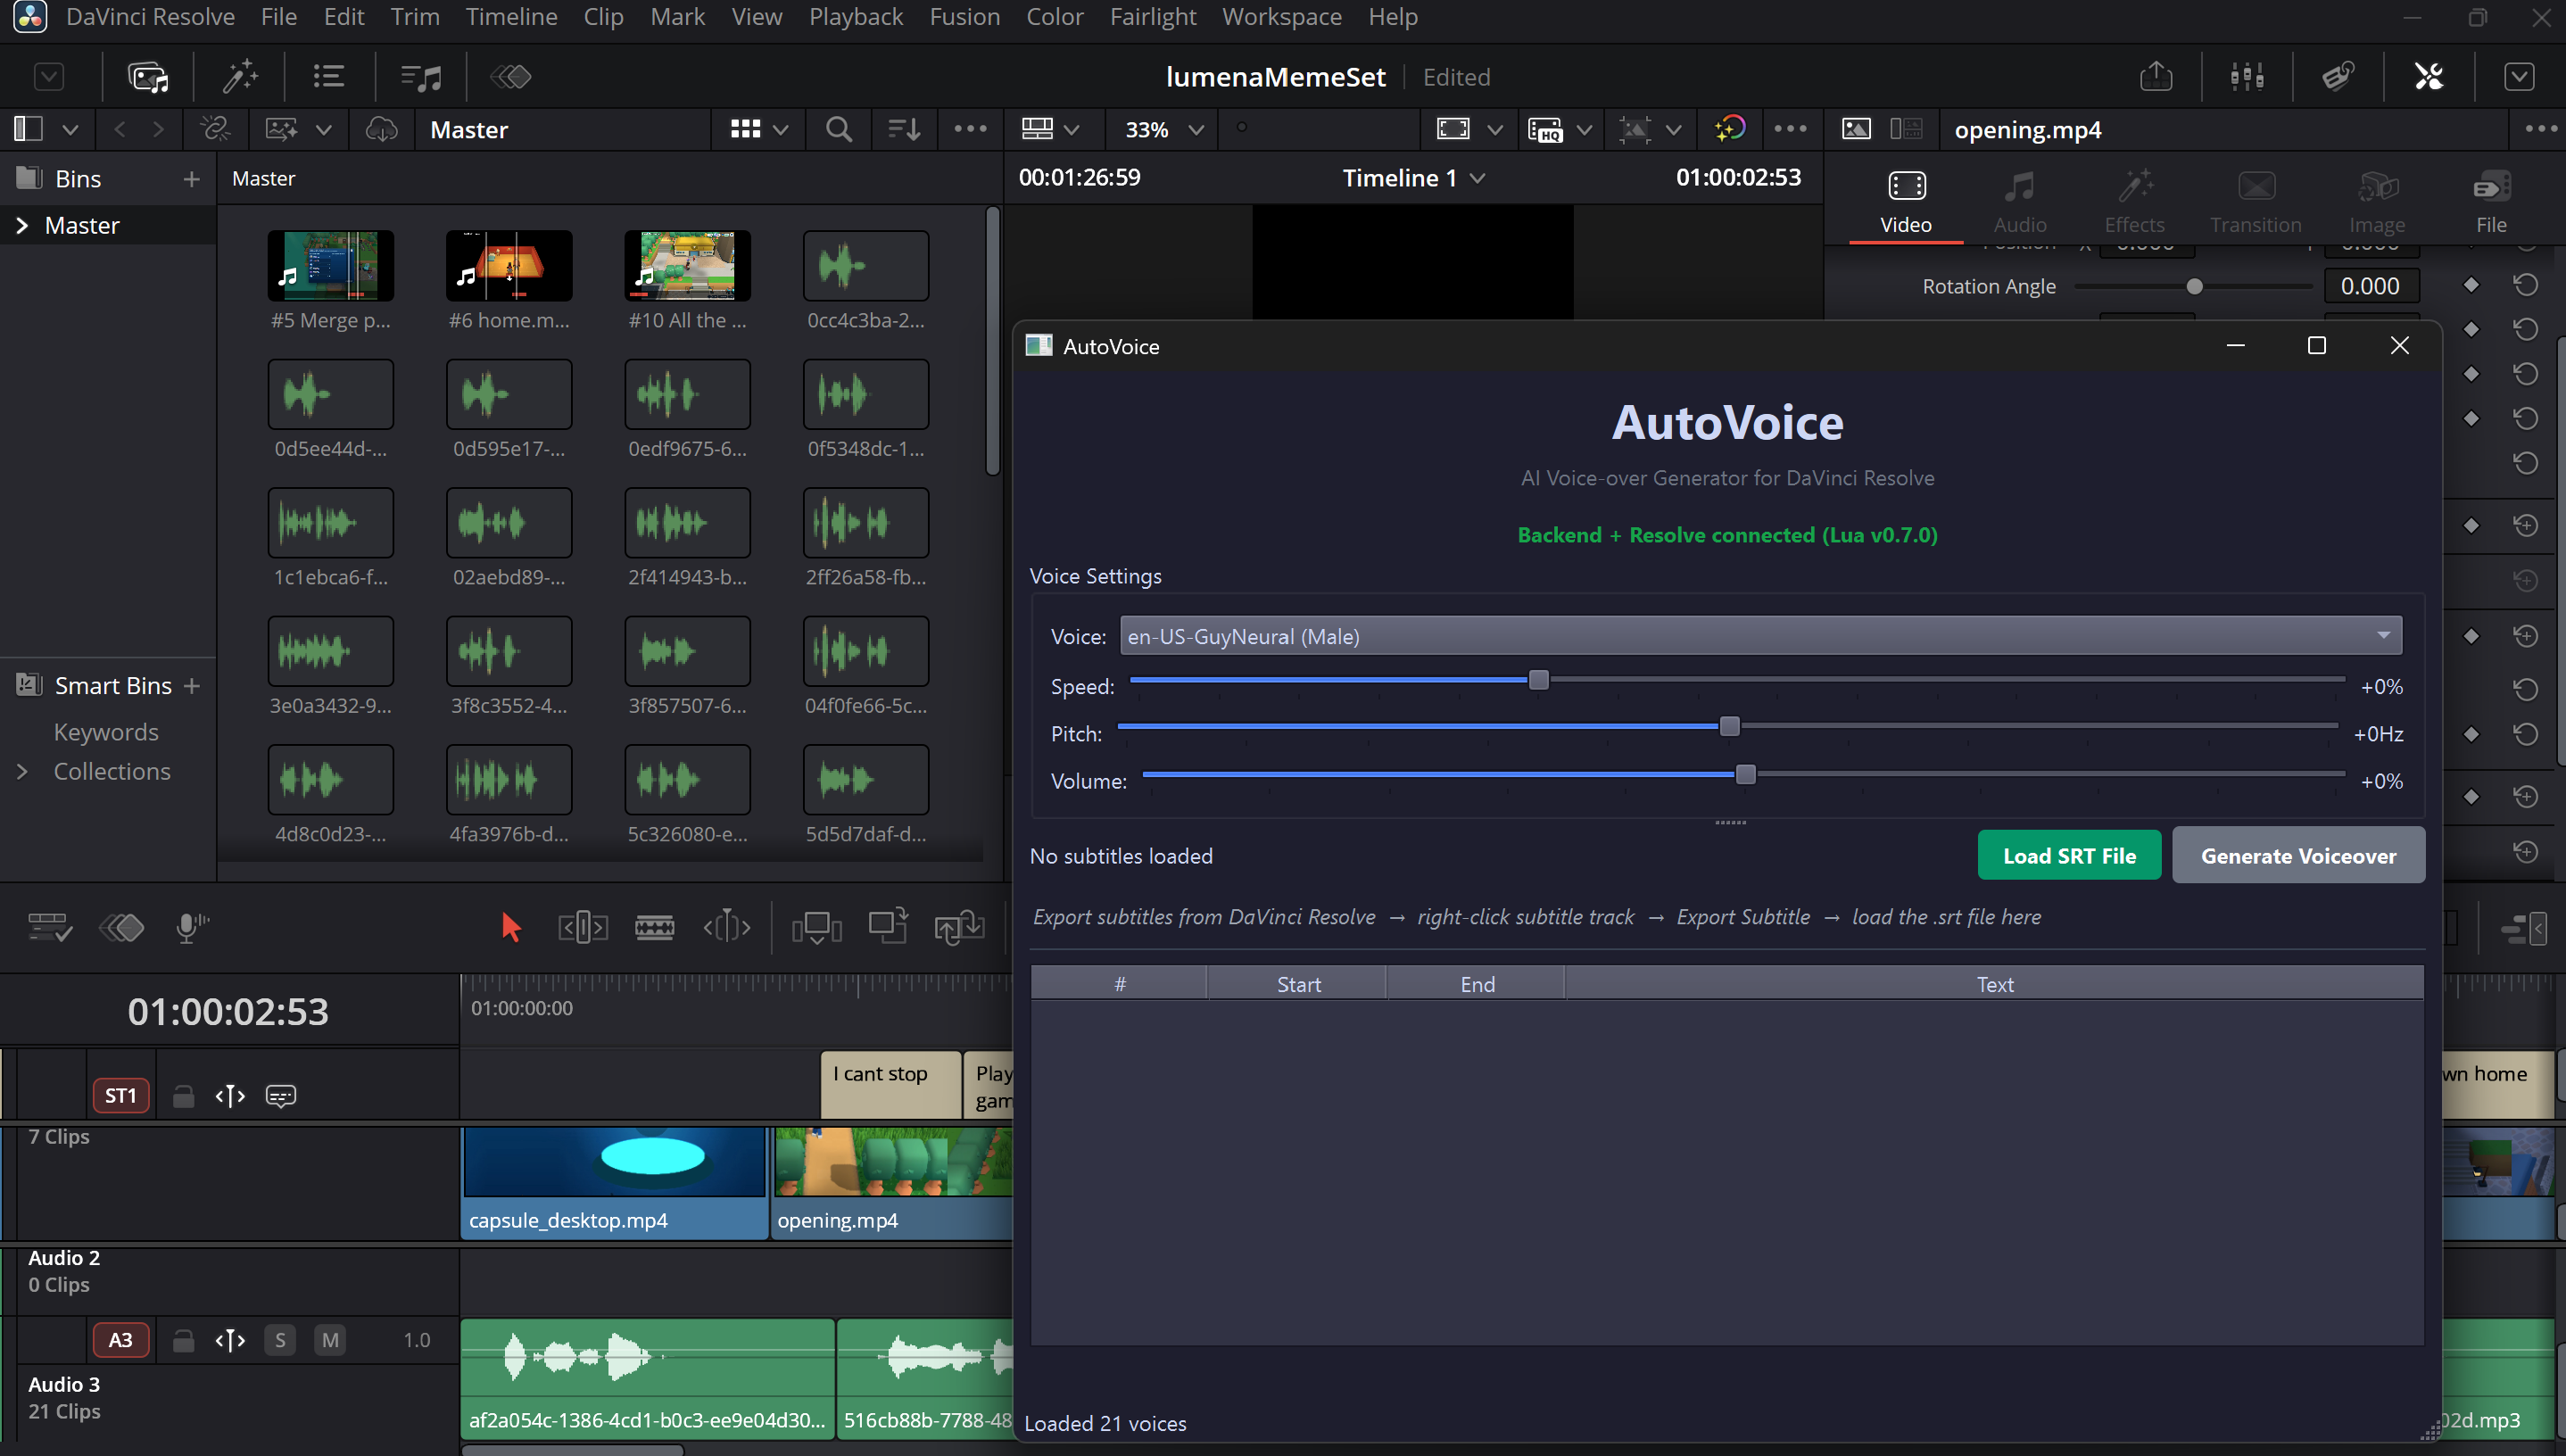 DaVinci Resolve File Edit Trim Timeline Clip Mark View Playback Fusion Color Fairlight Workspace Help
lumenaMemeSet Edited
Master 33% opening.mp4
Bins Master 00:01:26:59 Timeline 1 01:00:02:53
Master
Video Audio Effects Transition Image File
Rotation Angle 0.000
#5 Merge p... #6 home.m... #10 All the ... 0cc4c3ba-2...
0d5ee44d-... 0d595e17-... 0edf9675-6... 0f5348dc-1...
1c1ebca6-f... 02aebd89-... 2f414943-b... 2ff26a58-fb...
3e0a3432-9... 3f8c3552-4... 3f857507-6... 04f0fe66-5c...
4d8c0d23-... 4fa3976b-d... 5c326080-e... 5d5d7daf-d...
Smart Bins
Keywords
Collections
AutoVoice
AutoVoice
AI Voice-over Generator for DaVinci Resolve
Backend + Resolve connected (Lua v0.7.0)
Voice Settings
Voice: en-US-GuyNeural (Male)
Speed: +0%
Pitch: +0Hz
Volume: +0%
No subtitles loaded Load SRT File Generate Voiceover
Export subtitles from DaVinci Resolve → right-click subtitle track → Export Subtitle → load the .srt file here
# Start End Text
Loaded 21 voices
01:00:02:53 01:00:00:00
ST1 I cant stop Play
gam
wn home
7 Clips
capsule_desktop.mp4 opening.mp4
Audio 2
0 Clips
A3 S M 1.0
Audio 3
21 Clips
af2a054c-1386-4cd1-b0c3-ee9e04d30... 516cb88b-7788-48 02d.mp3